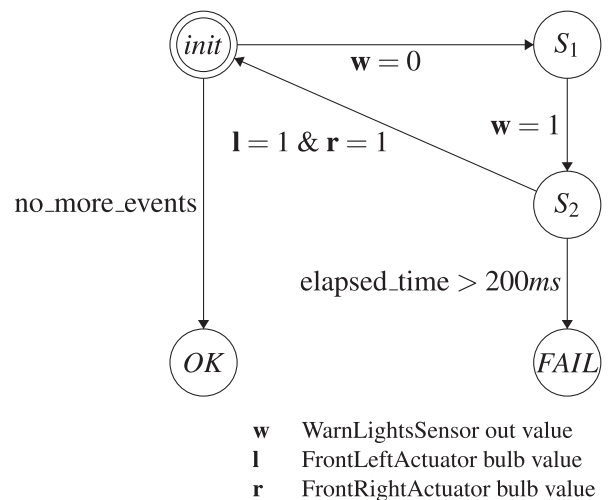 init
S1
w = 0
w = 1
l = 1 & r = 1
no_more_events
S2
elapsed_time > 200ms
OK
FAIL
w WarnLightsSensor out value
l FrontLeftActuator bulb value
r FrontRightActuator bulb value